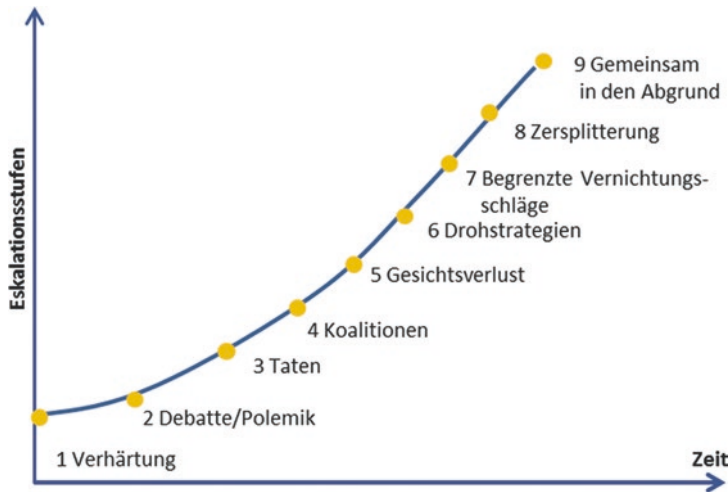 9 Gemeinsam
in den Abgrund
8 Zersplitterung
7 Begrenzte Vernichtungs-
schläge
6 Drohstrategien
5 Gesichtsverlust
4 Koalitionen
3 Taten
2 Debatte/Polemik
1 Verhärtung
Eskalationsstufen
Zeit